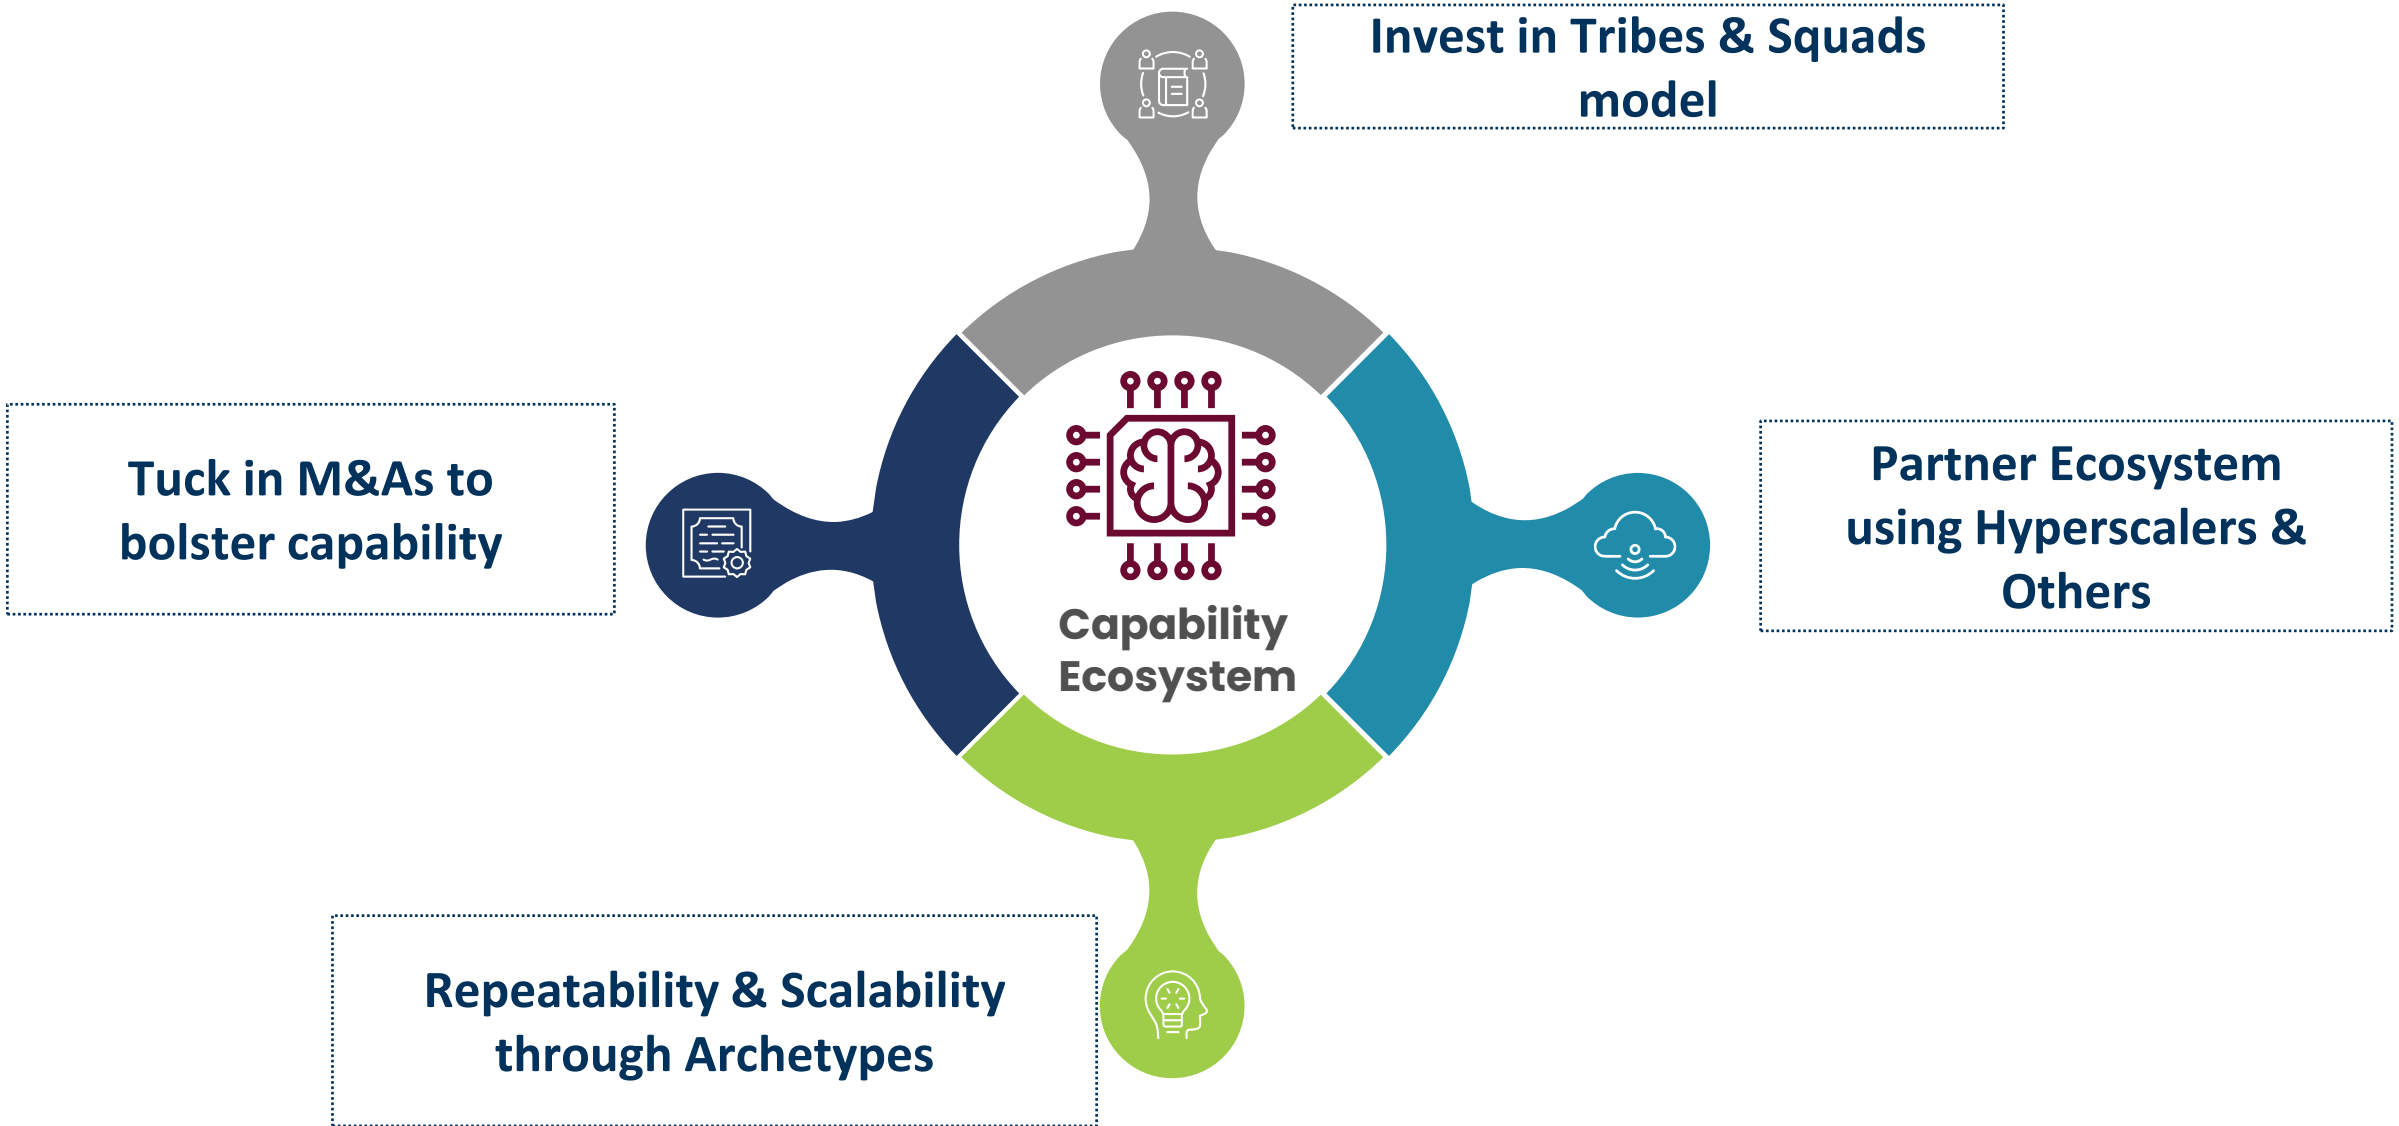 Invest in Tribes & Squads
model
Tuck in M&As to
bolster capability
Capability
Ecosystem
Partner Ecosystem
using Hyperscalers &
Others
Repeatability & Scalability
through Archetypes